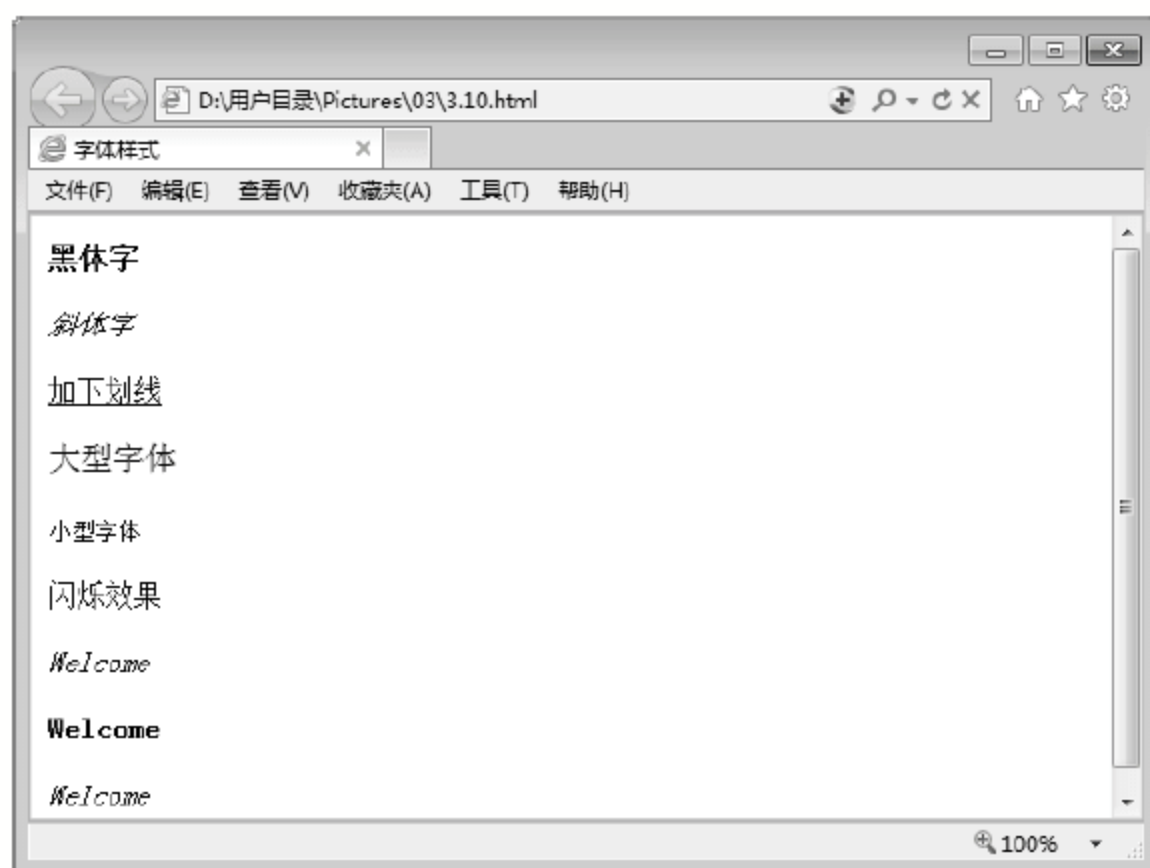 D:\用户目录\Pictures\03\3.10.html
字体样式
文件(F) 编辑(E) 查看(V) 收藏夹(A) 工具(T) 帮助(H)
黑体字
斜体字
加下划线
大型字体
小型字体
闪烁效果
Welcome
Welcome
Welcome
100%